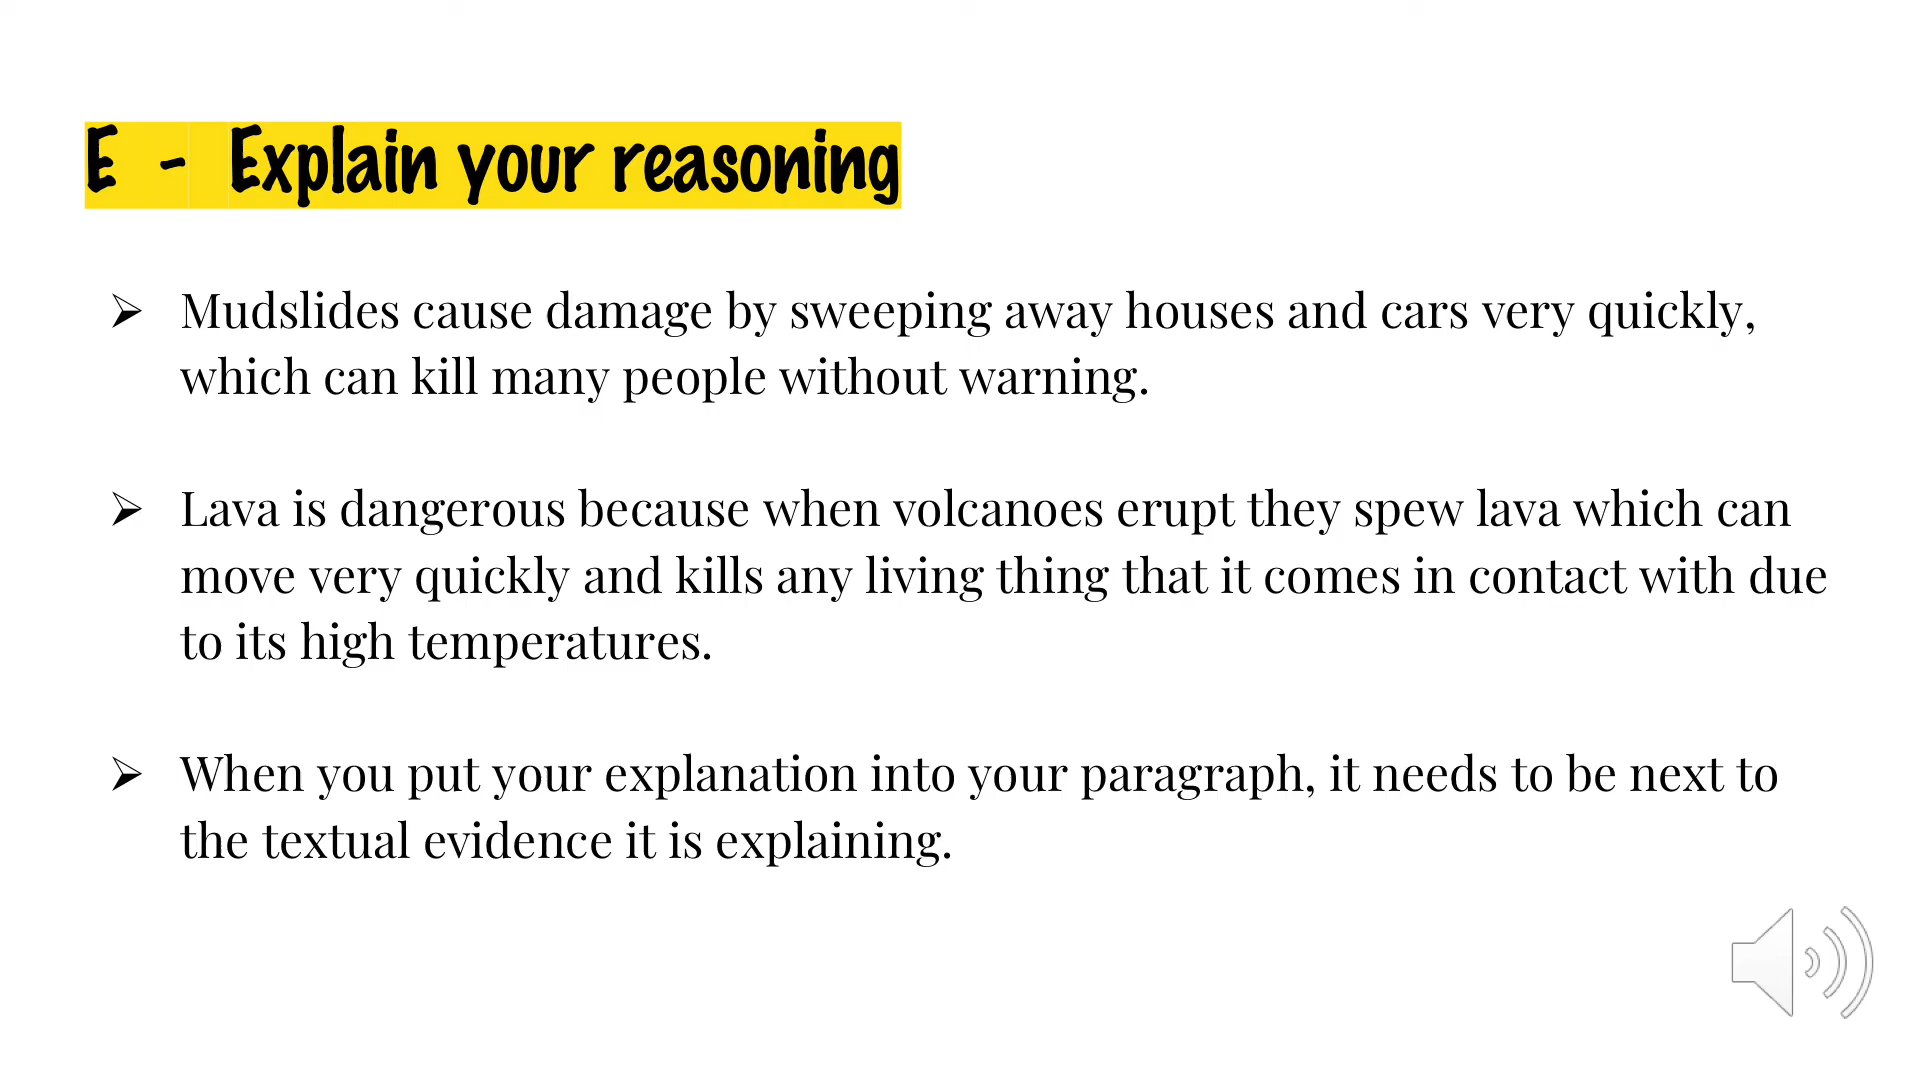 E - Explain your reasoning
➢ Mudslides cause damage by sweeping away houses and cars very quickly,
which can kill many people without warning.
➢ Lava is dangerous because when volcanoes erupt they spew lava which can
move very quickly and kills any living thing that it comes in contact with due
to its high temperatures.
➢ When you put your explanation into your paragraph, it needs to be next to
the textual evidence it is explaining.